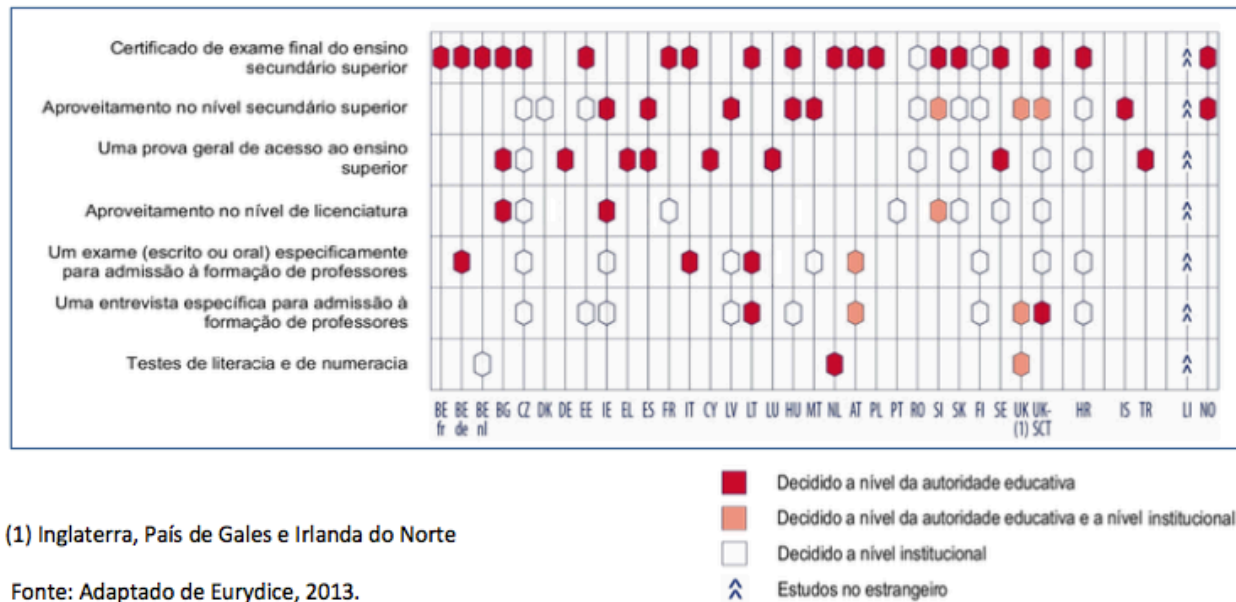 Certificado de exame final do ensino
secundário superior
Aproveitamento no nível secundário superior
Uma prova geral de acesso ao ensino
superior
Aproveitamento no nível de licenciatura
Um exame (escrito ou oral) especificamente
para admissão à formação de professores
Uma entrevista específica para admissão à
formação de professores
Testes de literacia e de numeracia
BE BE BE BG CZ DK DE EE IE EL ES FR IT CY LV LT LU HU MT NL AT PL PT RO SI SK FI SE UK UK- HR IS TR LI NO
fr de nl (1) SCT
Decidido a nível da autoridade educativa
Decidido a nível da autoridade educativa e a nível institucional
(1) Inglaterra, País de Gales e Irlanda do Norte
Decidido a nível institucional
Fonte: Adaptado de Eurydice, 2013.
Estudos no estrangeiro